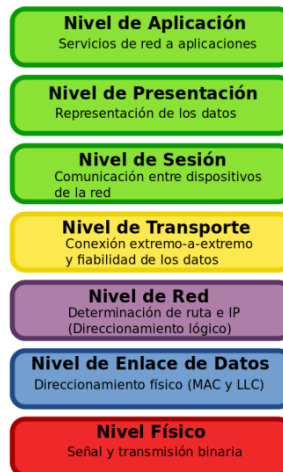 Nivel de Aplicación
Servicios de red a aplicaciones
Nivel de Presentación
Representación de los datos
Nivel de Sesión
Comunicación entre dispositivos
de la red
Nivel de Transporte
Conexión extremo-a-extremo
y fiabilidad de los datos
Nivel de Red
Determinación de ruta e IP
(Direccionamiento lógico)
Nivel de Enlace de Datos
Direccionamiento físico (MAC y LLC)
Nivel Físico
Señal y transmisión binaria